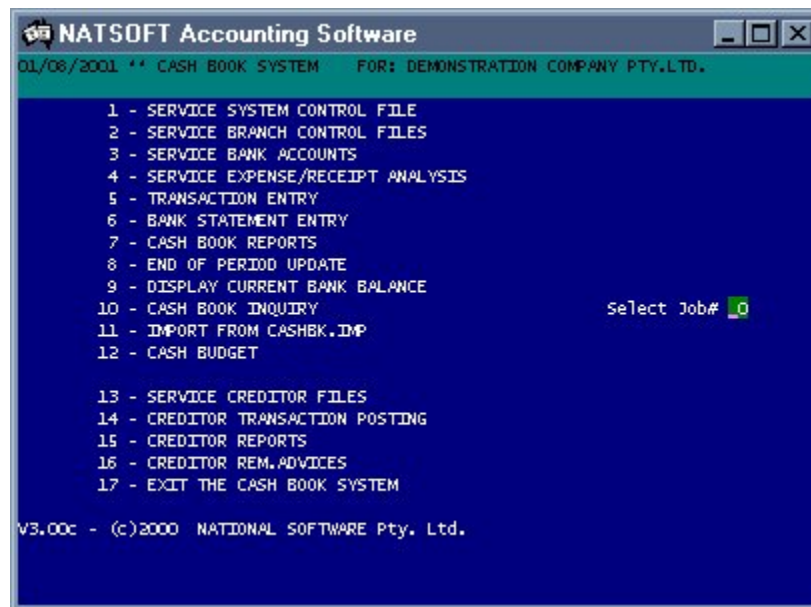 NATSOFT Accounting Software
01/08/2001 ** CASH BOOK SYSTEM FOR: DEMONSTRATION COMPANY PTY.LTD.
1 - SERVICE SYSTEM CONTROL FILE
2 - SERVICE BRANCH CONTROL FILES
3 - SERVICE BANK ACCOUNTS
4 - SERVICE EXPENSE/RECEIPT ANALYSIS
5 - TRANSACTION ENTRY
6 - BANK STATEMENT ENTRY
7 - CASH BOOK REPORTS
8 - END OF PERIOD UPDATE
9 - DISPLAY CURRENT BANK BALANCE
10 - CASH BOOK INQUIRY Select Job# _0
11 - IMPORT FROM CASHBK.IMP
12 - CASH BUDGET
13 - SERVICE CREDITOR FILES
14 - CREDITOR TRANSACTION POSTING
15 - CREDITOR REPORTS
16 - CREDITOR REM.ADVICES
17 - EXIT THE CASH BOOK SYSTEM
V3.00c - (c)2000 NATIONAL SOFTWARE Pty. Ltd.